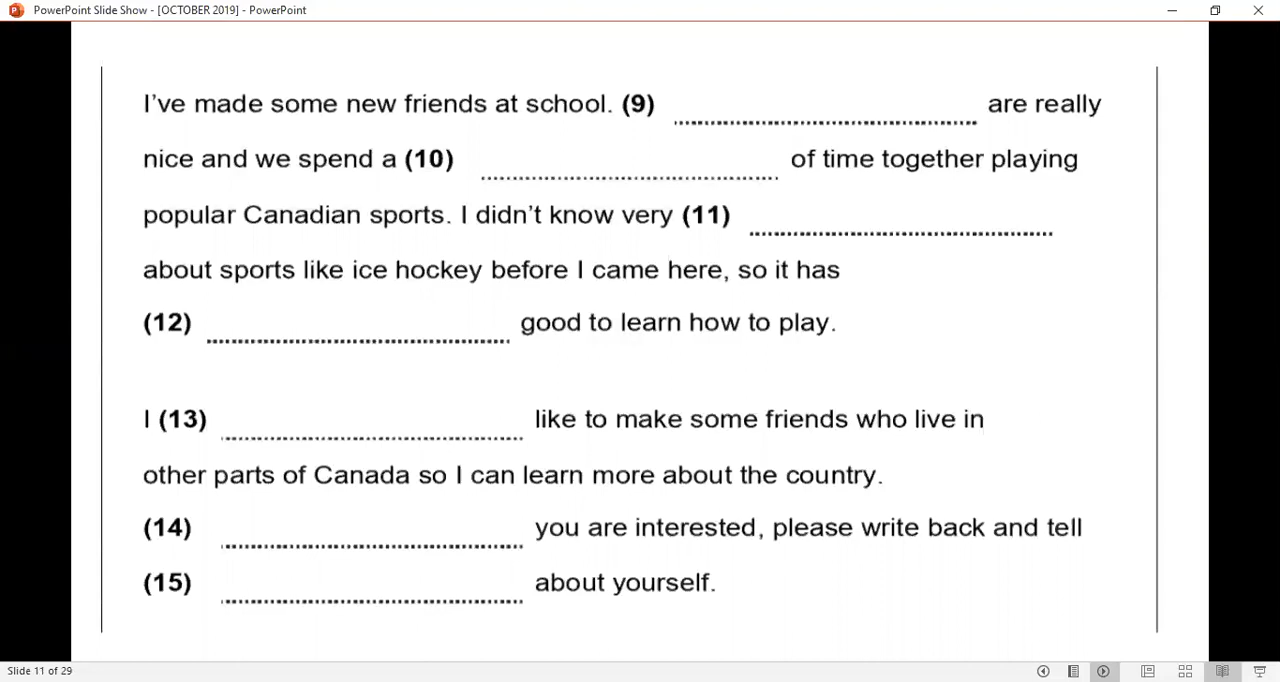 PowerPoint Slide Show - [OCTOBER 2019] - PowerPoint
I've made some new friends at school. (9) ........................ are really
nice and we spend a (10) ........................ of time together playing
popular Canadian sports. I didn't know very (11) ........................
about sports like ice hockey before I came here, so it has
(12) ........................ good to learn how to play.
I (13) ........................ like to make some friends who live in
other parts of Canada so I can learn more about the country.
(14) ........................ you are interested, please write back and tell
(15) ........................ about yourself.
Slide 11 of 29